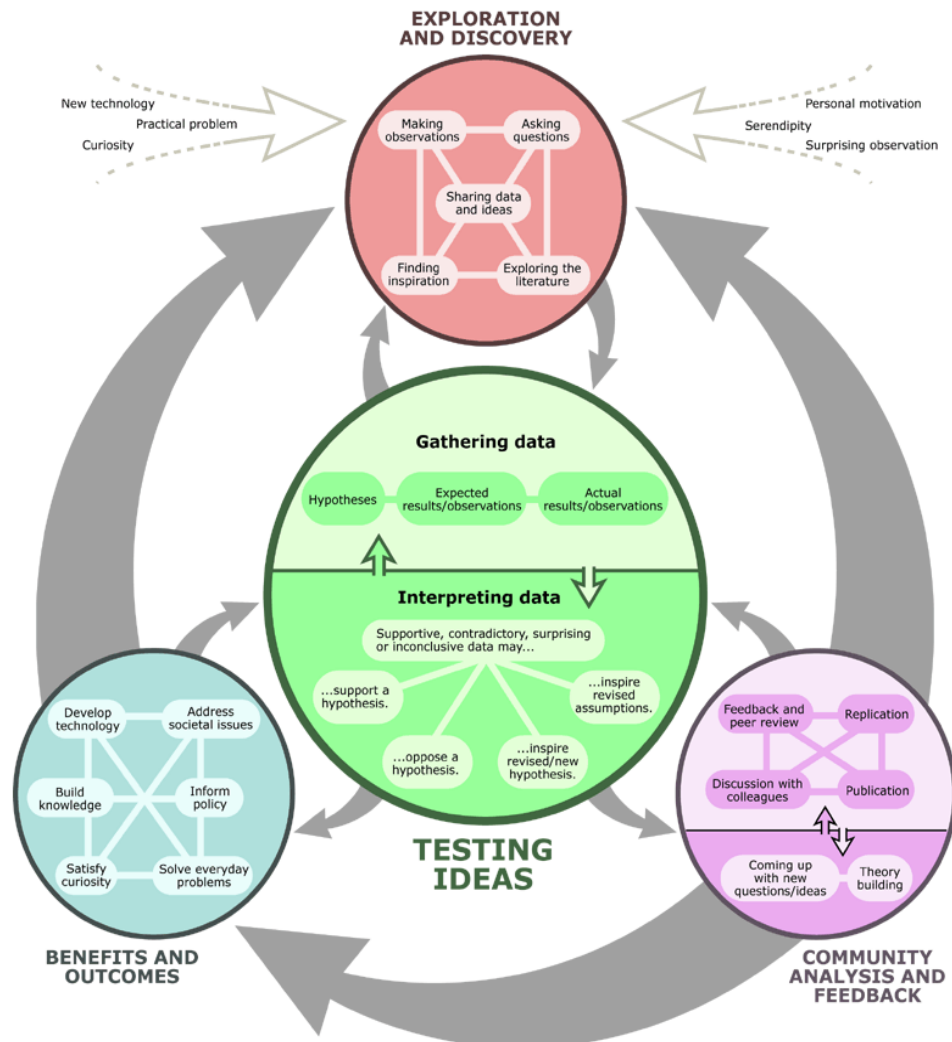 EXPLORATION
AND DISCOVERY
New technology
Practical problem
Curiosity
Personal motivation
Serendipity
Surprising observation
Making
observations
Asking
questions
Sharing data
and ideas
Finding
inspiration
Exploring the
literature
Gathering data
Hypotheses
Expected
results/observations
Actual
results/observations
Interpreting data
Supportive, contradictory, surprising
or inconclusive data may...
...support a
hypothesis.
...oppose a
hypothesis.
...inspire
revised/new
hypothesis.
...inspire
revised
assumptions.
TESTING
IDEAS
Develop
technology
Address
societal issues
Build
knowledge
Inform
policy
Satisfy
curiosity
Solve everyday
problems
BENEFITS AND
OUTCOMES
Feedback and
peer review
Replication
Discussion with
colleagues
Publication
Coming up
with new
questions/ideas
Theory
building
COMMUNITY
ANALYSIS AND
FEEDBACK